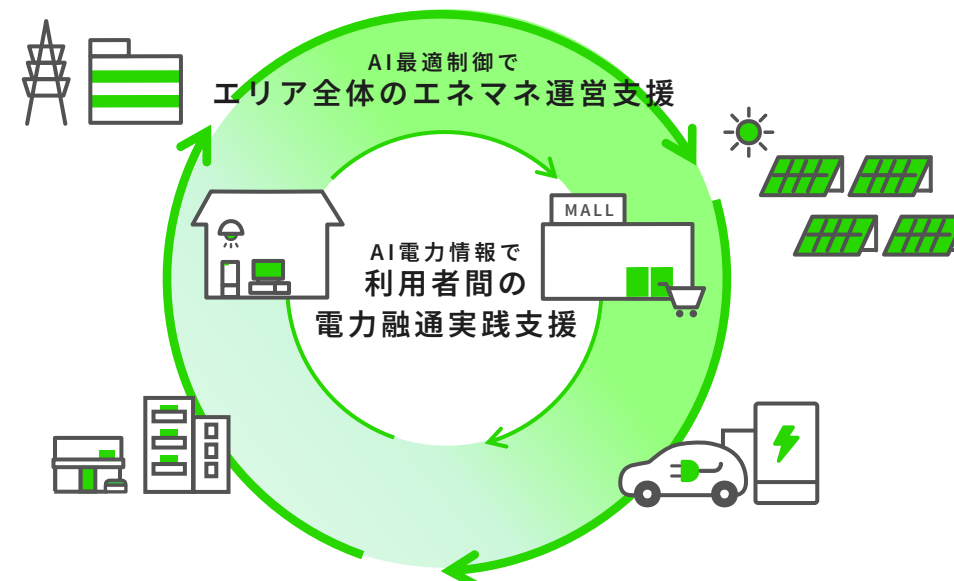 AI最適制御で
エリア全体のエネマネ運営支援
MALL
AI電力情報で
利用者間の
電力融通実践支援